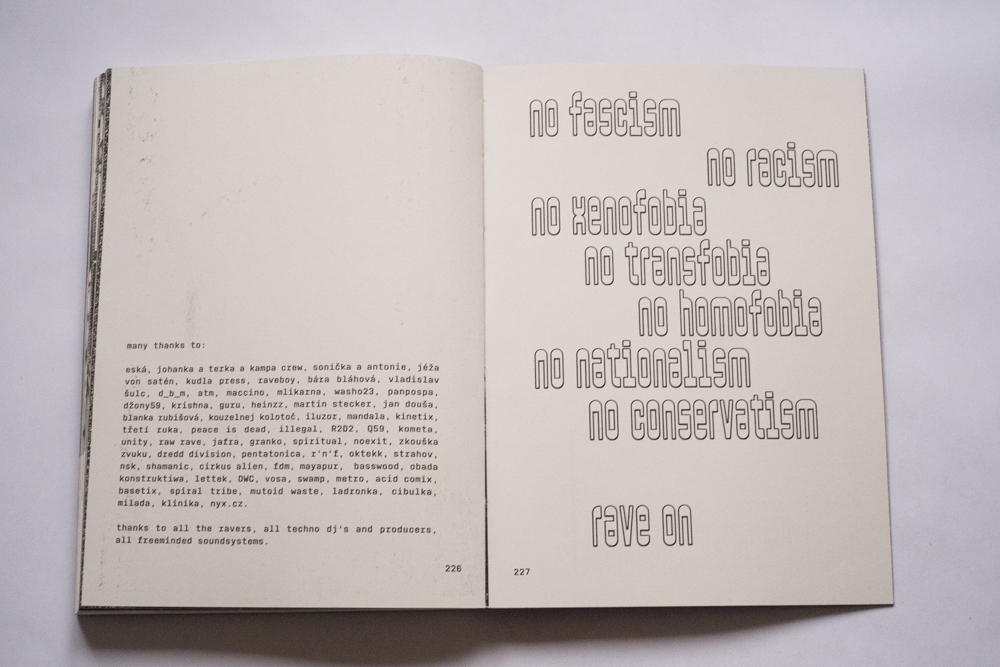 many thanks to:
eská, johanka a terka a kampa crew, sonička a antonie, jéža
von satén, kudla press, raveboy, bára bláhová, vladislav
šulc, d_b_m, atm, maccino, mlikarna, washo23, panpospa,
džony59, krishna, guru, heinzz, martin stecker, jan douša,
blanka rubišová, kouzelnej kolotoč, iluzor, mandala, kinetix,
třetí ruka, peace is dead, illegal, R2D2, Q59, kometa,
unity, raw rave, jafra, granko, spiritual, noexit, zkouška
zvuku, dredd division, pentatonica, r'n'f, oktekk, strahov,
nsk, shamanic, cirkus alien, fdm, mayapur, basswood, obada
konstruktiwa, lettek, DWC, vosa, swamp, metro, acid comix,
basetix, spiral tribe, mutoid waste, ladronka, cibulka,
milada, klinika, nyx.cz.
thanks to all the ravers, all techno dj's and producers,
all freeminded soundsystems.
226
no fascism
no racism
no xenofobia
no transfobia
no homofobia
no nationalism
no conservatism
rave on
227